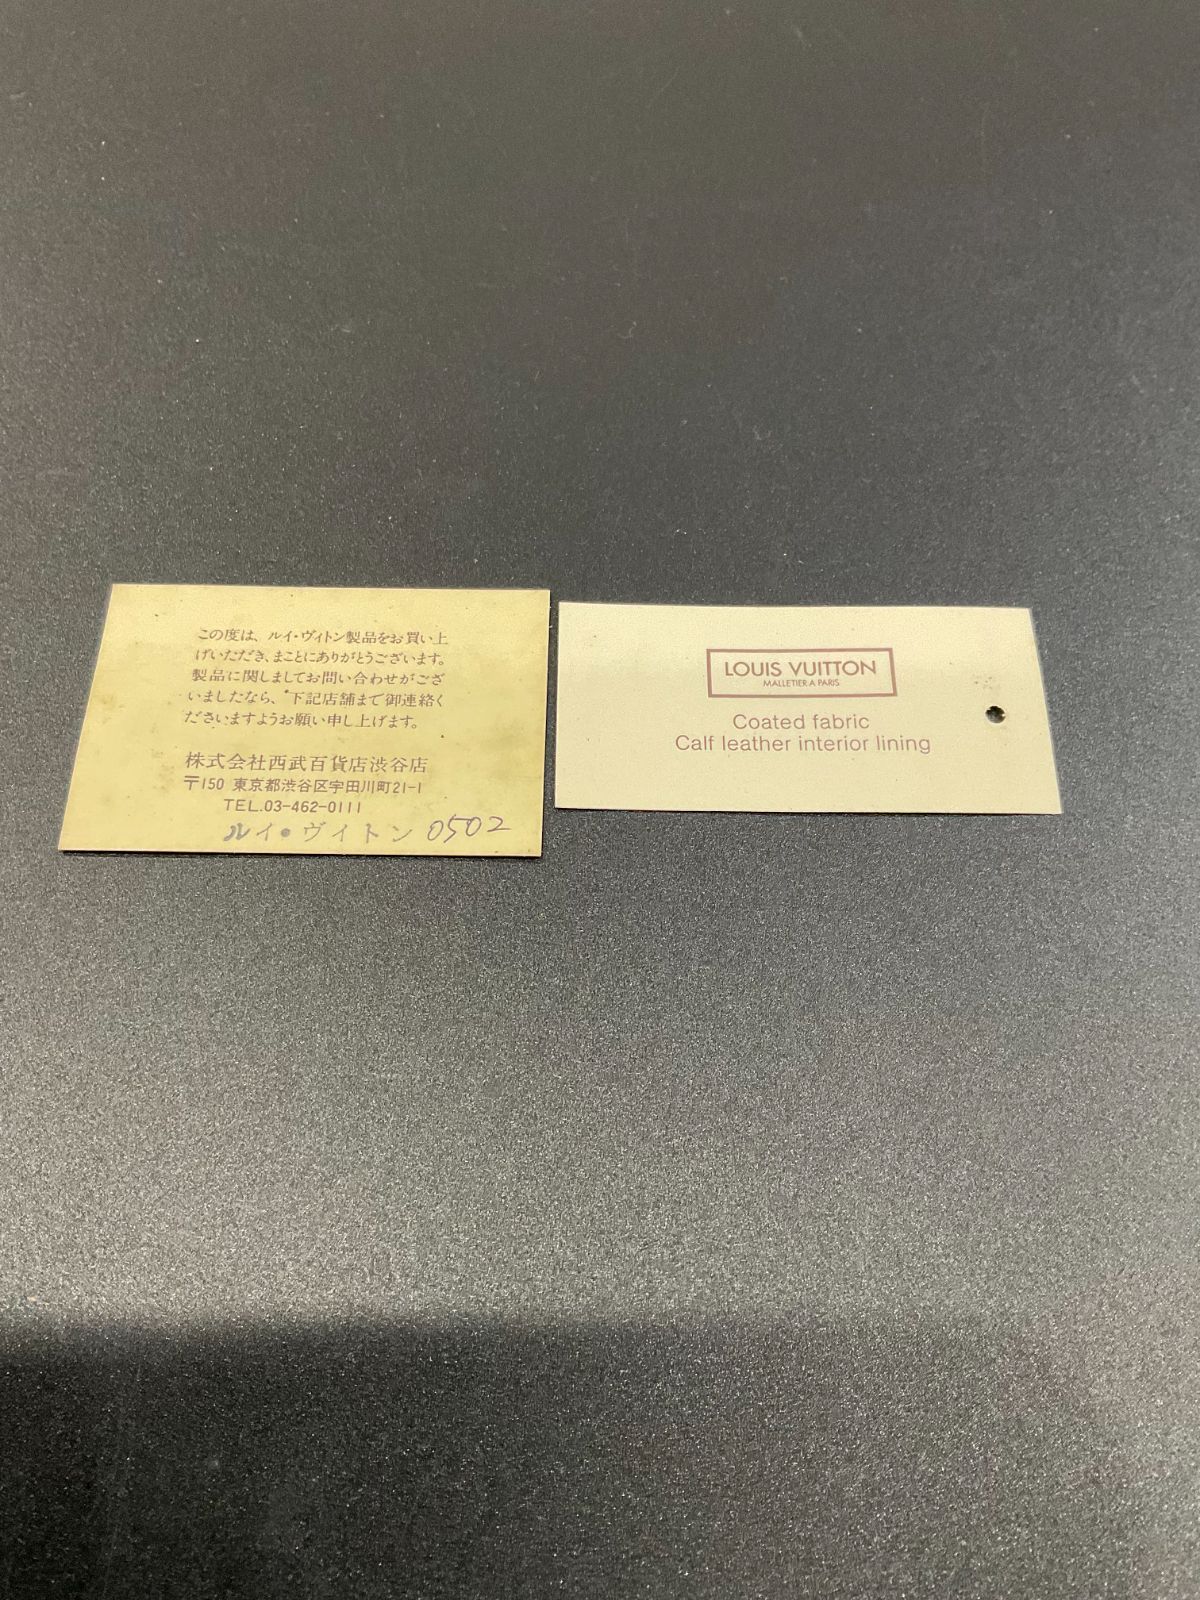 この度は、ルイ・ヴィトン製品をお買い上
げいただき、まことにありがとうございます。
製品に関しましてお問い合わせがござ
いましたなら、下記店舗まで御連絡く
ださいますようお願い申し上げます。
株式会社西武百貨店渋谷店
〒150 東京都渋谷区宇田川町21-1
TEL.03-462-0111
ルイ・ヴィトン 0502
LOUIS VUITTON
MALLETIER A PARIS
Coated fabric
Calf leather interior lining